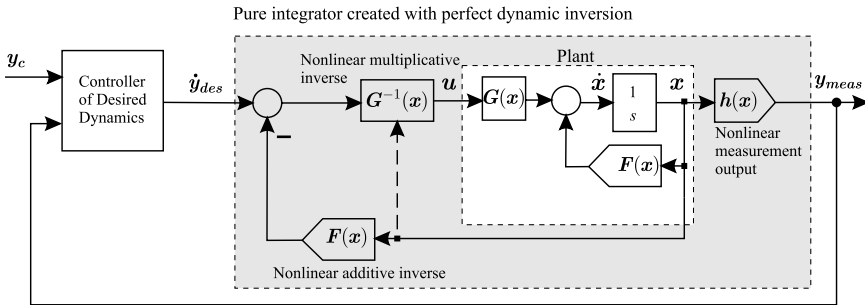 Pure integrator created with perfect dynamic inversion
y_c
Controller
of Desired
Dynamics
ẏ_des
Nonlinear multiplicative
inverse
G⁻¹(x)
u
Plant
G(x)
ẋ
1
s
x
h(x)
y_meas
Nonlinear
measurement
output
F(x)
−
F(x)
Nonlinear additive inverse